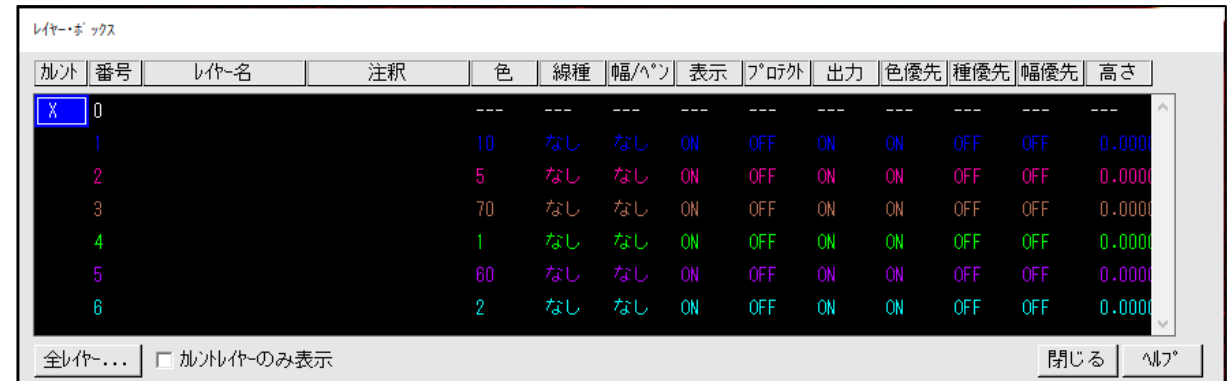 ﾚｲﾔｰ･ﾎﾞｯｸｽ
ｶﾚﾝﾄ 番号 ﾚｲﾔｰ名 注釈 色 線種 幅/ﾍﾟﾝ 表示 ﾌﾟﾛﾃｸﾄ 出力 色優先 種優先 幅優先 高さ
X 0 --- --- --- --- --- --- --- --- --- ---
1 10 なし なし ON OFF ON ON OFF OFF 0.0000
2 5 なし なし ON OFF ON ON OFF OFF 0.0000
3 70 なし なし ON OFF ON ON OFF OFF 0.0000
4 1 なし なし ON OFF ON ON OFF OFF 0.0000
5 60 なし なし ON OFF ON ON OFF OFF 0.0000
6 2 なし なし ON OFF ON ON OFF OFF 0.0000
全ﾚｲﾔｰ... ｶﾚﾝﾄﾚｲﾔｰのみ表示 閉じる ﾍﾙﾌﾟ